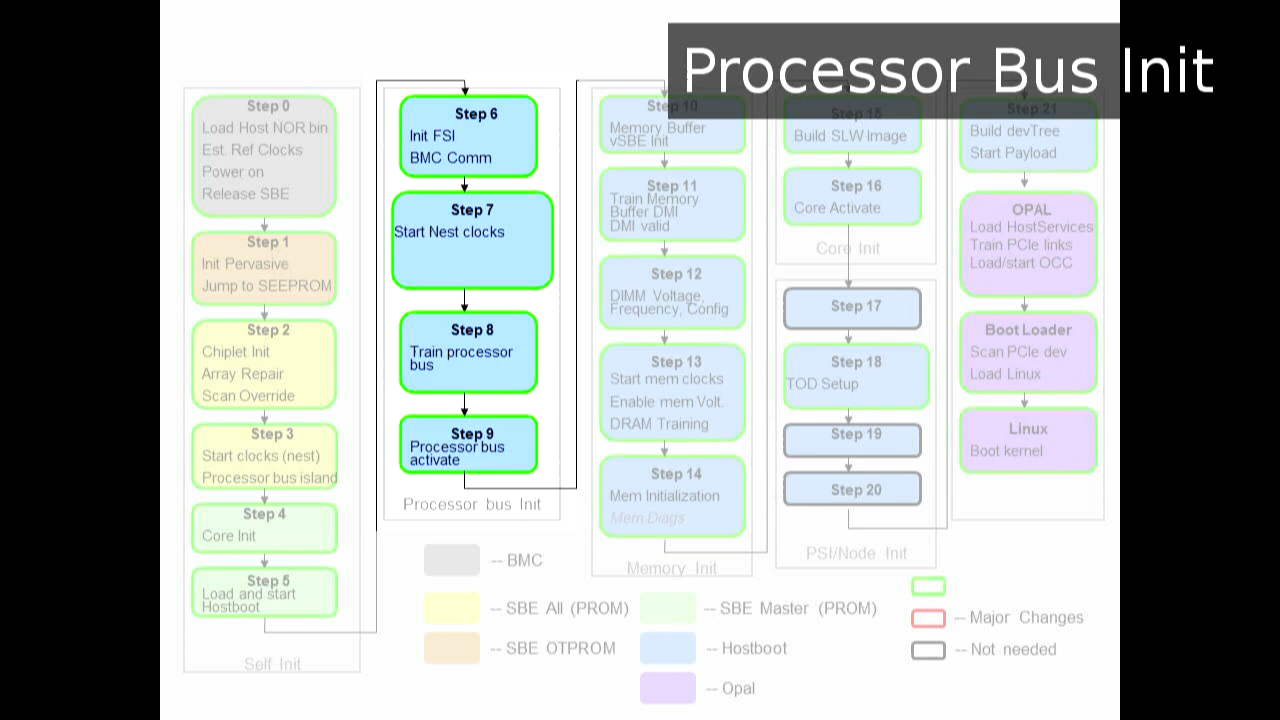 Processor Bus Init
Step 0
Load Host NOR bin
Est. Ref Clocks
Power on
Release SBE
Step 1
Init Pervasive
Jump to SEEPROM
Step 2
Chiplet Init
Array Repair
Scan Override
Step 3
Start clocks (nest)
Processor bus island
Step 4
Core Init
Step 5
Load and start
Hostboot
Self Init
Step 6
Init FSI
BMC Comm
Step 7
Start Nest clocks
Step 8
Train processor
bus
Step 9
Processor bus
activate
Processor bus Init
Step 10
Memory Buffer
vSBE Init
Step 11
Train Memory
Buffer DMI
DMI valid
Step 12
DIMM Voltage,
Frequency, Config
Step 13
Start mem clocks
Enable mem Volt.
DRAM Training
Step 14
Mem Initialization
Mem Diags
Memory Init
Step 15
Build SLW Image
Step 16
Core Activate
Core Init
Step 17
Step 18
TOD Setup
Step 19
Step 20
PSI/Node Init
Step 21
Build devTree
Start Payload
OPAL
Load HostServices
Train PCIe links
Load/start OCC
Boot Loader
Scan PCIe dev
Load Linux
Linux
Boot kernel
-- BMC
-- SBE All (PROM)
-- SBE OTPROM
-- SBE Master (PROM)
-- Hostboot
-- Opal
-- Major Changes
-- Not needed